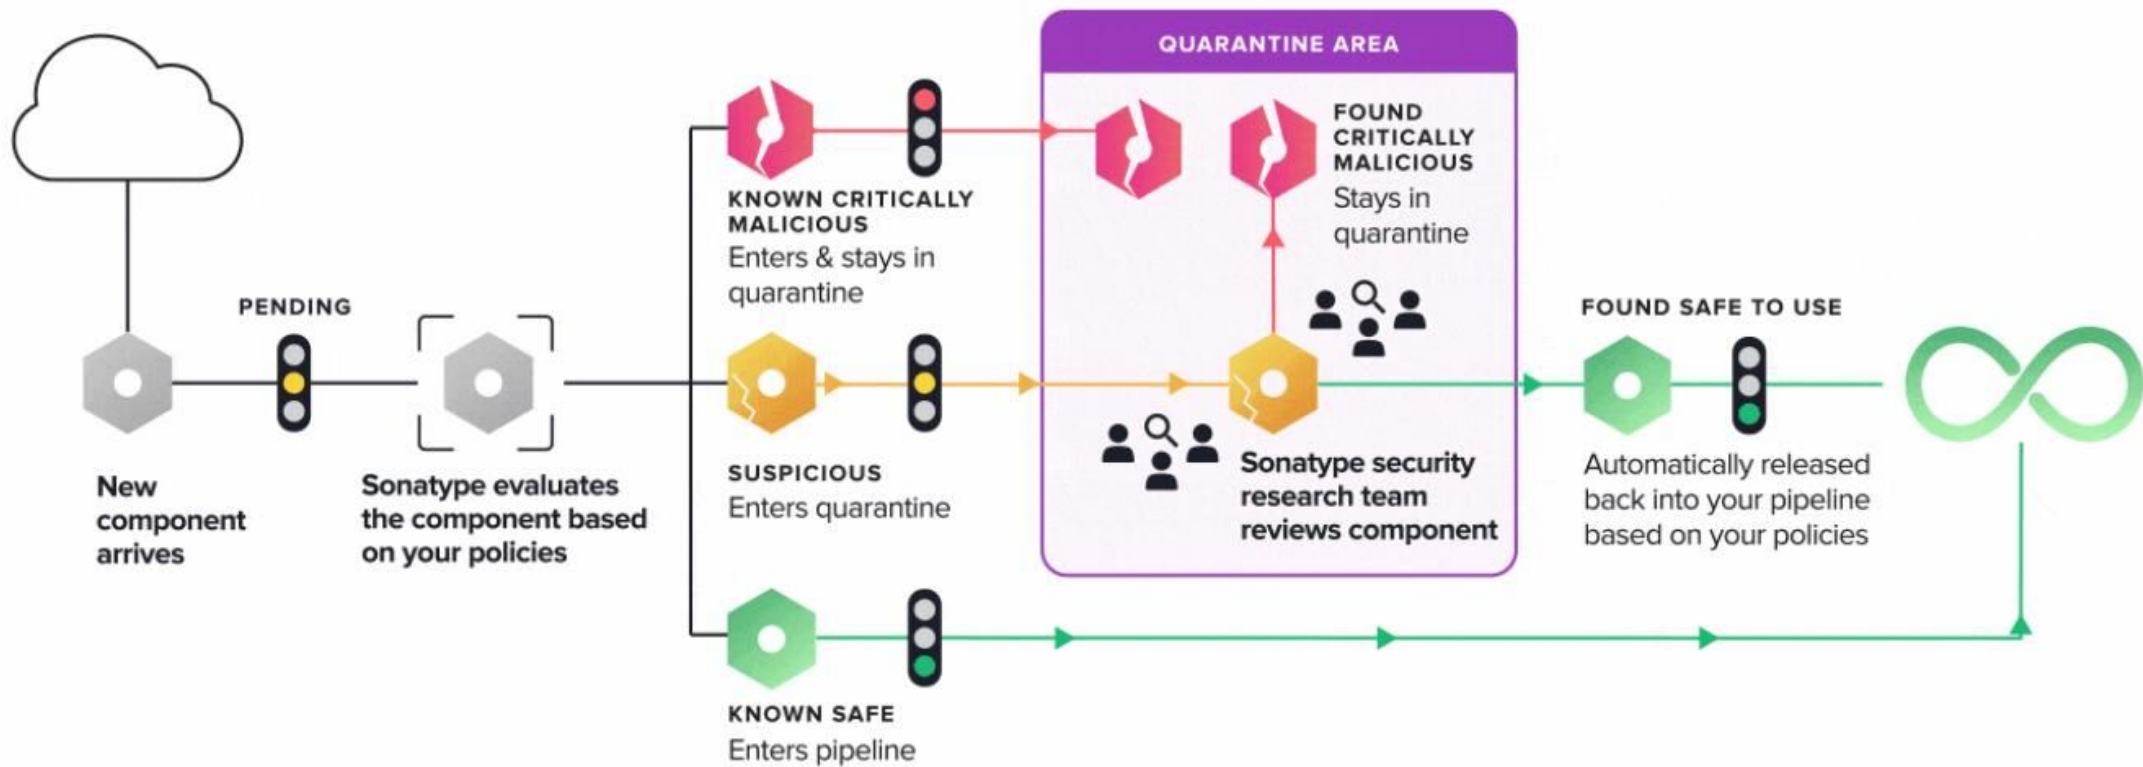 QUARANTINE AREA
FOUND
CRITICALLY
MALICIOUS
Stays in
quarantine
KNOWN CRITICALLY
MALICIOUS
Enters & stays in
quarantine
PENDING
FOUND SAFE TO USE
New
component
arrives
Sonatype evaluates
the component based
on your policies
SUSPICIOUS
Enters quarantine
Sonatype security
research team
reviews component
Automatically released
back into your pipeline
based on your policies
KNOWN SAFE
Enters pipeline